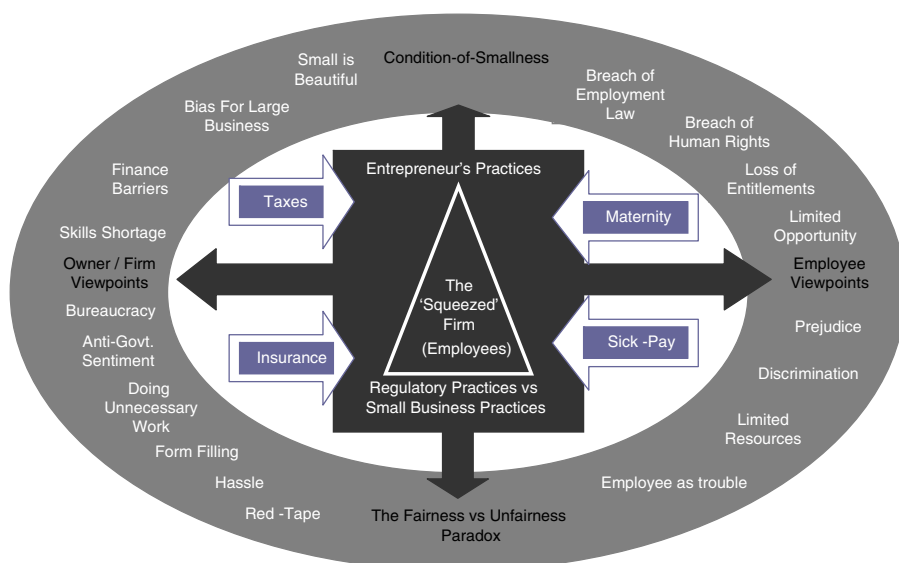 Small is
Beautiful
Condition-of-Smallness
Breach of
Employment
Law
Bias For Large
Business
Breach of
Human Rights
Finance
Barriers
Entrepreneur's Practices
Loss of
Entitlements
Taxes
Maternity
Skills Shortage
Limited
Opportunity
Owner / Firm
Viewpoints
The
'Squeezed'
Firm
(Employees)
Employee
Viewpoints
Bureaucracy
Prejudice
Anti-Govt.
Sentiment
Insurance
Sick -Pay
Discrimination
Doing
Unnecessary
Work
Regulatory Practices vs
Small Business Practices
Limited
Resources
Form Filling
Hassle
Employee as trouble
Red -Tape
The Fairness vs Unfairness
Paradox